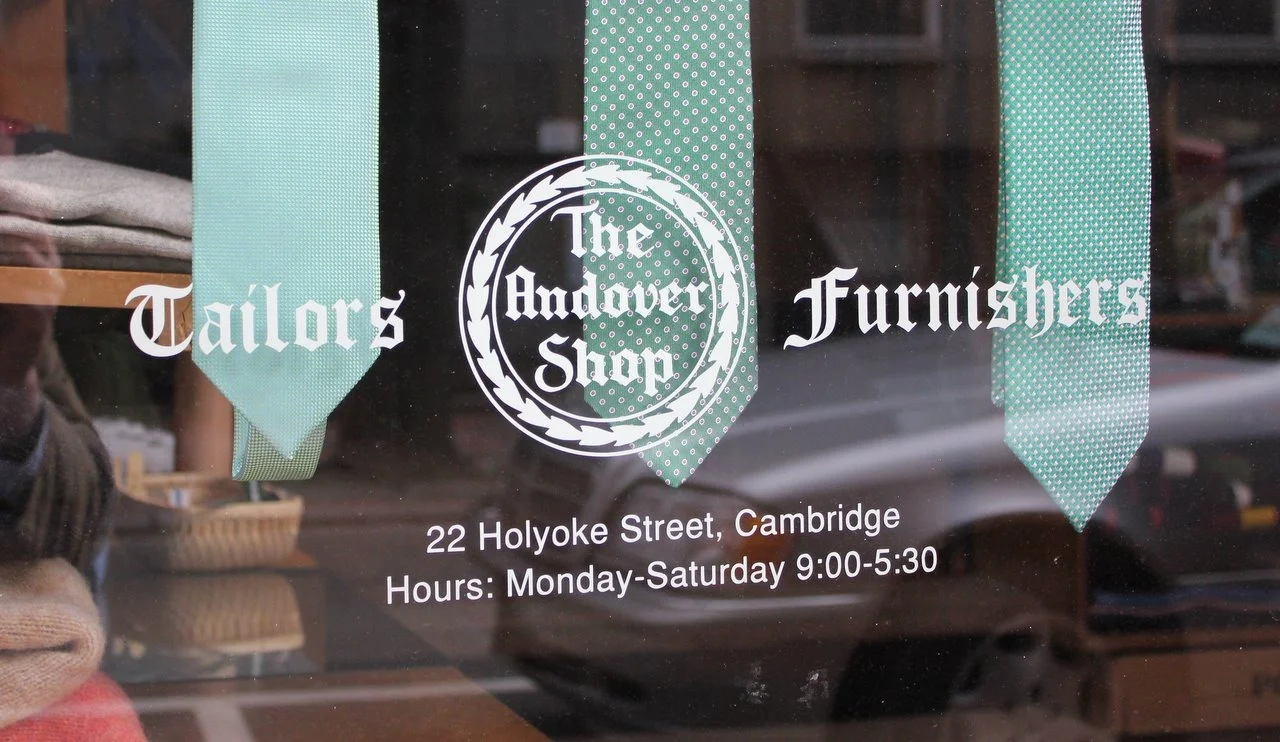 Tailors
The
Andover
Shop
Furnishers
22 Holyoke Street, Cambridge
Hours: Monday-Saturday 9:00-5:30